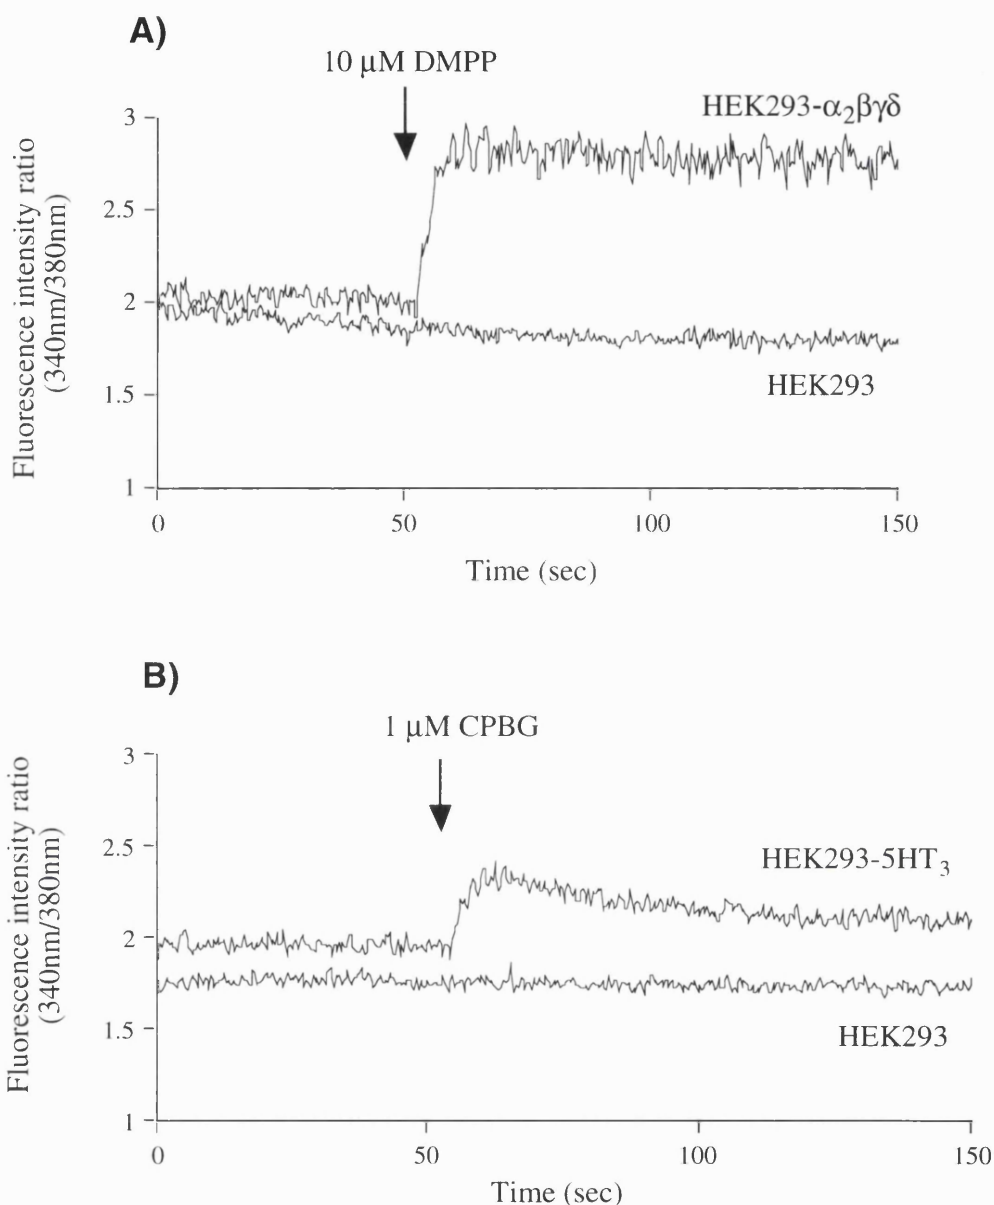 A)
10 μM DMPP
HEK293-α₂βγδ
Fluorescence intensity ratio
(340nm/380nm)
3
2.5
2
1.5
1
HEK293
0
50
100
150
Time (sec)
B)
1 μM CPBG
HEK293-5HT₃
Fluorescence intensity ratio
(340nm/380nm)
3
2.5
2
1.5
1
HEK293
0
50
100
150
Time (sec)